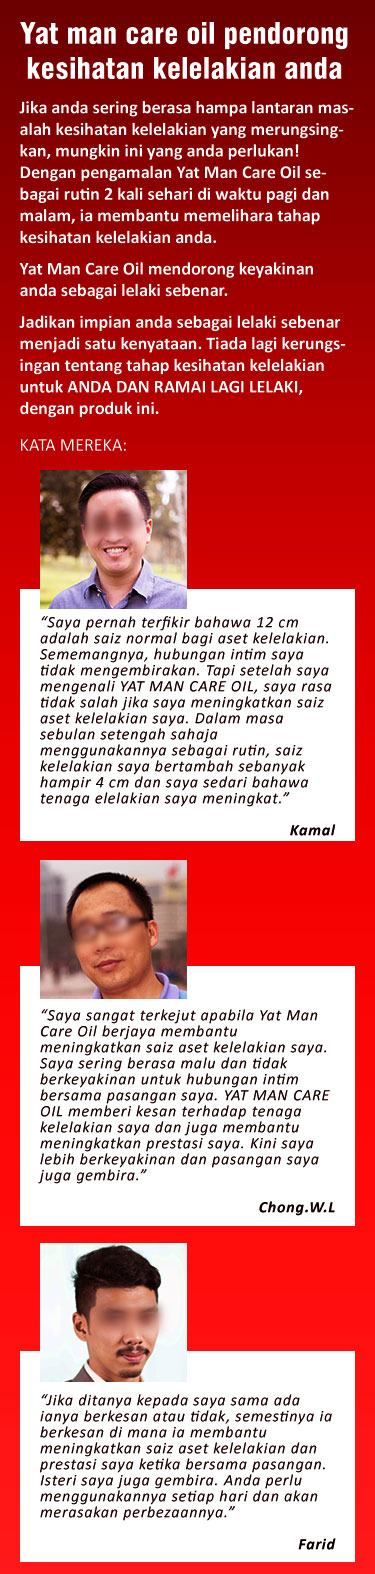 Yat man care oil pendorong
kesihatan kelelakian anda
Jika anda sering berasa hampa lantaran mas-
alah kesihatan kelelakian yang merungsing-
kan, mungkin ini yang anda perlukan!
Dengan pengamalan Yat Man Care Oil se-
bagai rutin 2 kali sehari di waktu pagi dan
malam, ia membantu memelihara tahap
kesihatan kelelakian anda.
Yat Man Care Oil mendorong keyakinan
anda sebagai lelaki sebenar.
Jadikan impian anda sebagai lelaki sebenar
menjadi satu kenyataan. Tiada lagi kerungs-
ingan tentang tahap kesihatan kelelakian
untuk ANDA DAN RAMAI LAGI LELAKI,
dengan produk ini.
KATA MEREKA:
“Saya pernah terfikir bahawa 12 cm
adalah saiz normal bagi aset kelelakian.
Sememangnya, hubungan intim saya
tidak mengembirakan. Tapi setelah saya
mengenali YAT MAN CARE OIL, saya rasa
tidak salah jika saya meningkatkan saiz
aset kelelakian saya. Dalam masa
sebulan setengah sahaja
menggunakannya sebagai rutin, saiz
kelelakian saya bertambah sebanyak
hampir 4 cm dan saya sedari bahawa
tenaga elelakian saya meningkat.”
Kamal
“Saya sangat terkejut apabila Yat Man
Care Oil berjaya membantu
meningkatkan saiz aset kelelakian saya.
Saya sering berasa malu dan tidak
berkeyakinan untuk hubungan intim
bersama pasangan saya. YAT MAN CARE
OIL memberi kesan terhadap tenaga
kelelakian saya dan juga membantu
meningkatkan prestasi saya. Kini saya
lebih berkeyakinan dan pasangan saya
juga gembira.”
Chong.W.L
“Jika ditanya kepada saya sama ada
ianya berkesan atau tidak, semestinya ia
berkesan di mana ia membantu
meningkatkan saiz aset kelelakian dan
prestasi saya ketika bersama pasangan.
Isteri saya juga gembira. Anda perlu
menggunakannya setiap hari dan akan
merasakan perbezaannya.”
Farid